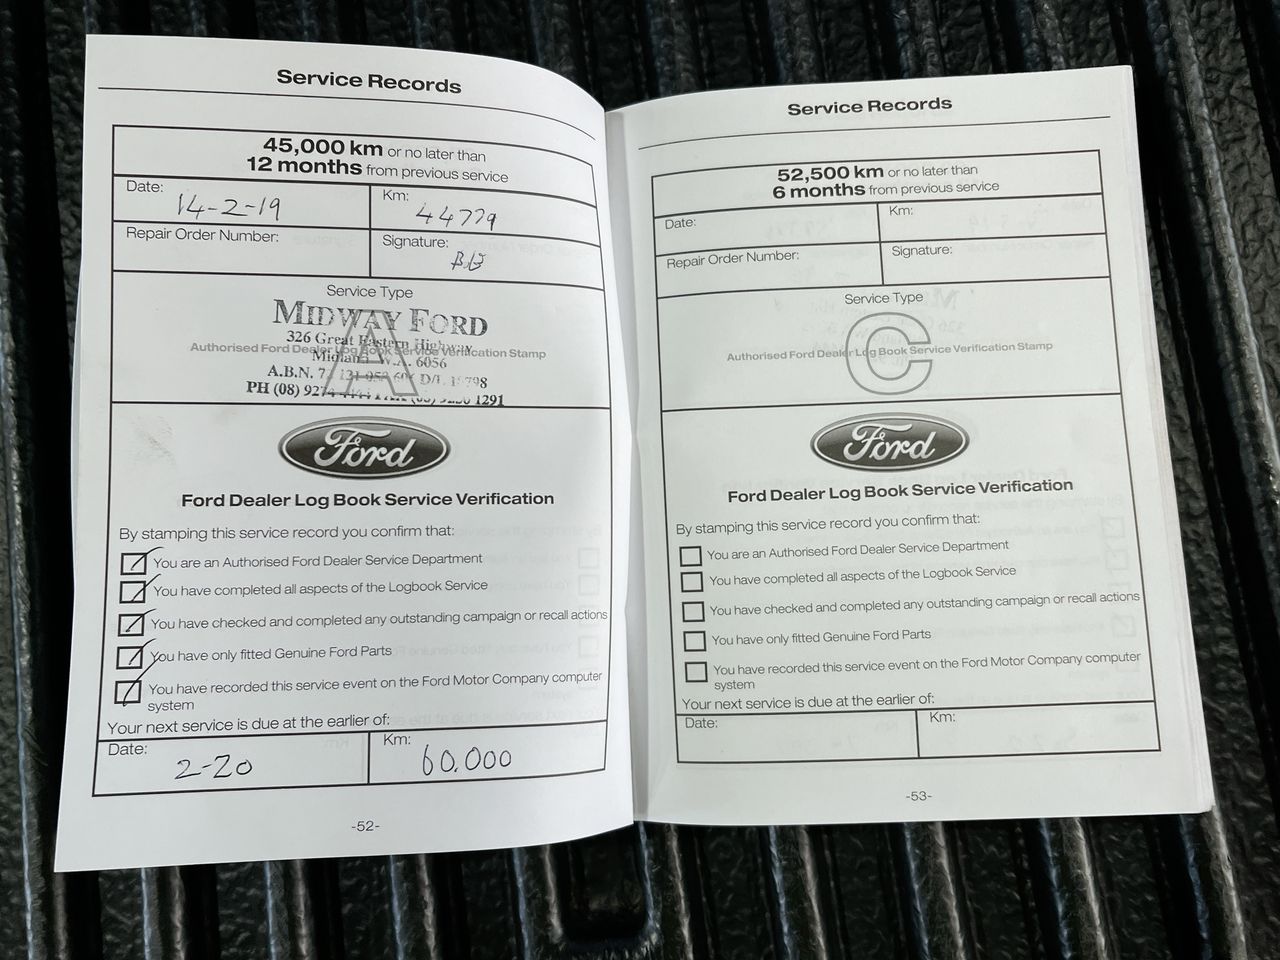 Service Records
45,000 km or no later than
12 months from previous service
Date:
14-2-19
Km:
44779
Repair Order Number:
Signature:
BB
Service Type
MIDWAY FORD
326 Great Eastern Highway
Authorised Ford Dealer Log Book Service Verification Stamp
A
Midland W.A. 6056
A.B.N.
PH (08) 1291
Ford
Ford Dealer Log Book Service Verification
By stamping this service record you confirm that:
You are an Authorised Ford Dealer Service Department
You have completed all aspects of the Logbook Service
You have checked and completed any outstanding campaign or recall actions
You have only fitted Genuine Ford Parts
You have recorded this service event on the Ford Motor Company computer
system
Your next service is due at the earlier of:
Date:
2-20
Km:
60.000
-52-
Service Records
52,500 km or no later than
6 months from previous service
Date:
Km:
Repair Order Number:
Signature:
Service Type
Authorised Ford Dealer Log Book Service Verification Stamp
C
Ford
Ford Dealer Log Book Service Verification
By stamping this service record you confirm that:
You are an Authorised Ford Dealer Service Department
You have completed all aspects of the Logbook Service
You have checked and completed any outstanding campaign or recall actions
You have only fitted Genuine Ford Parts
You have recorded this service event on the Ford Motor Company computer
system
Your next service is due at the earlier of:
Date:
Km:
-53-